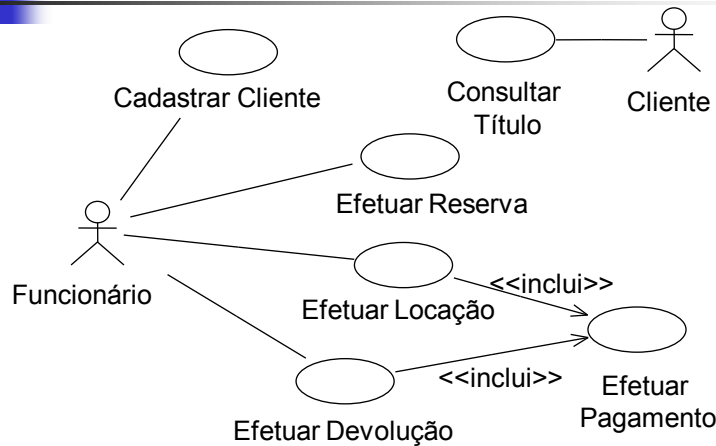 Cadastrar Cliente
Consultar
Título
Cliente
Efetuar Reserva
Funcionário
Efetuar Locação
<<inclui>>
<<inclui>>
Efetuar
Pagamento
Efetuar Devolução